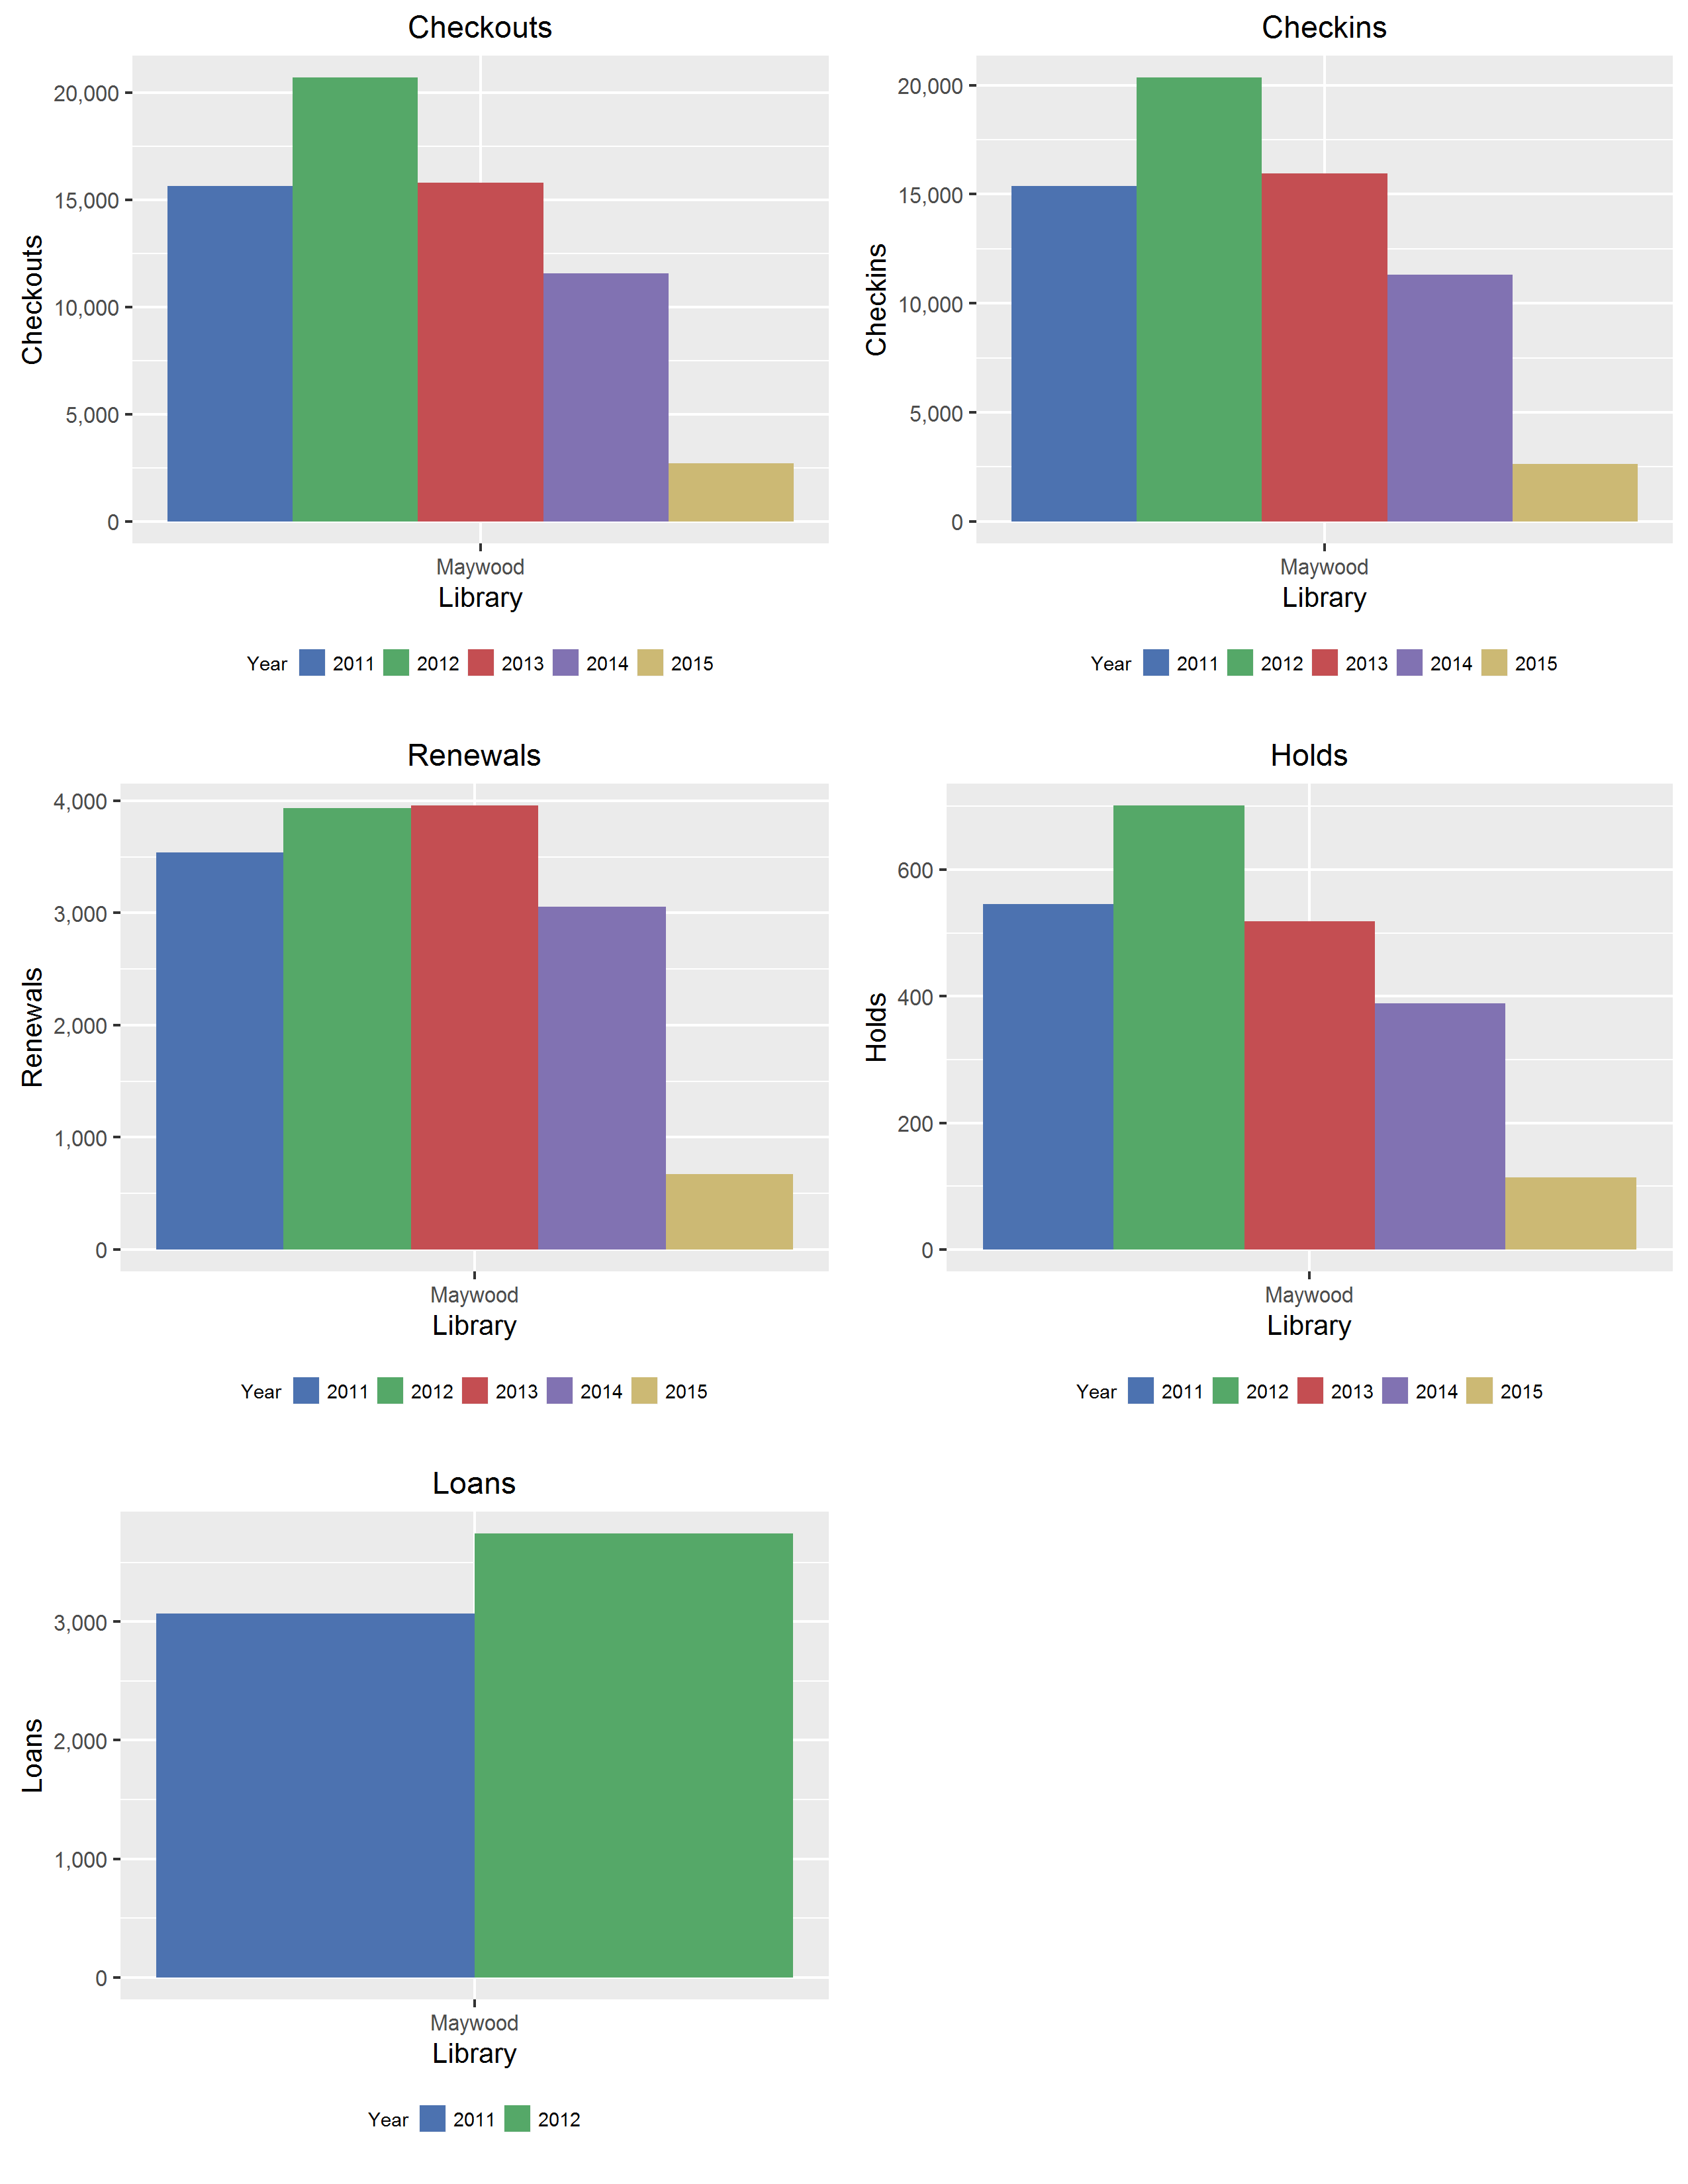 Checkouts
Checkouts
20,000
15,000
10,000
5,000
0
Maywood
Library
Year 2011 2012 2013 2014 2015
Checkins
Checkins
20,000
15,000
10,000
5,000
0
Maywood
Library
Year 2011 2012 2013 2014 2015
Renewals
Renewals
4,000
3,000
2,000
1,000
0
Maywood
Library
Year 2011 2012 2013 2014 2015
Holds
Holds
600
400
200
0
Maywood
Library
Year 2011 2012 2013 2014 2015
Loans
Loans
3,000
2,000
1,000
0
Maywood
Library
Year 2011 2012